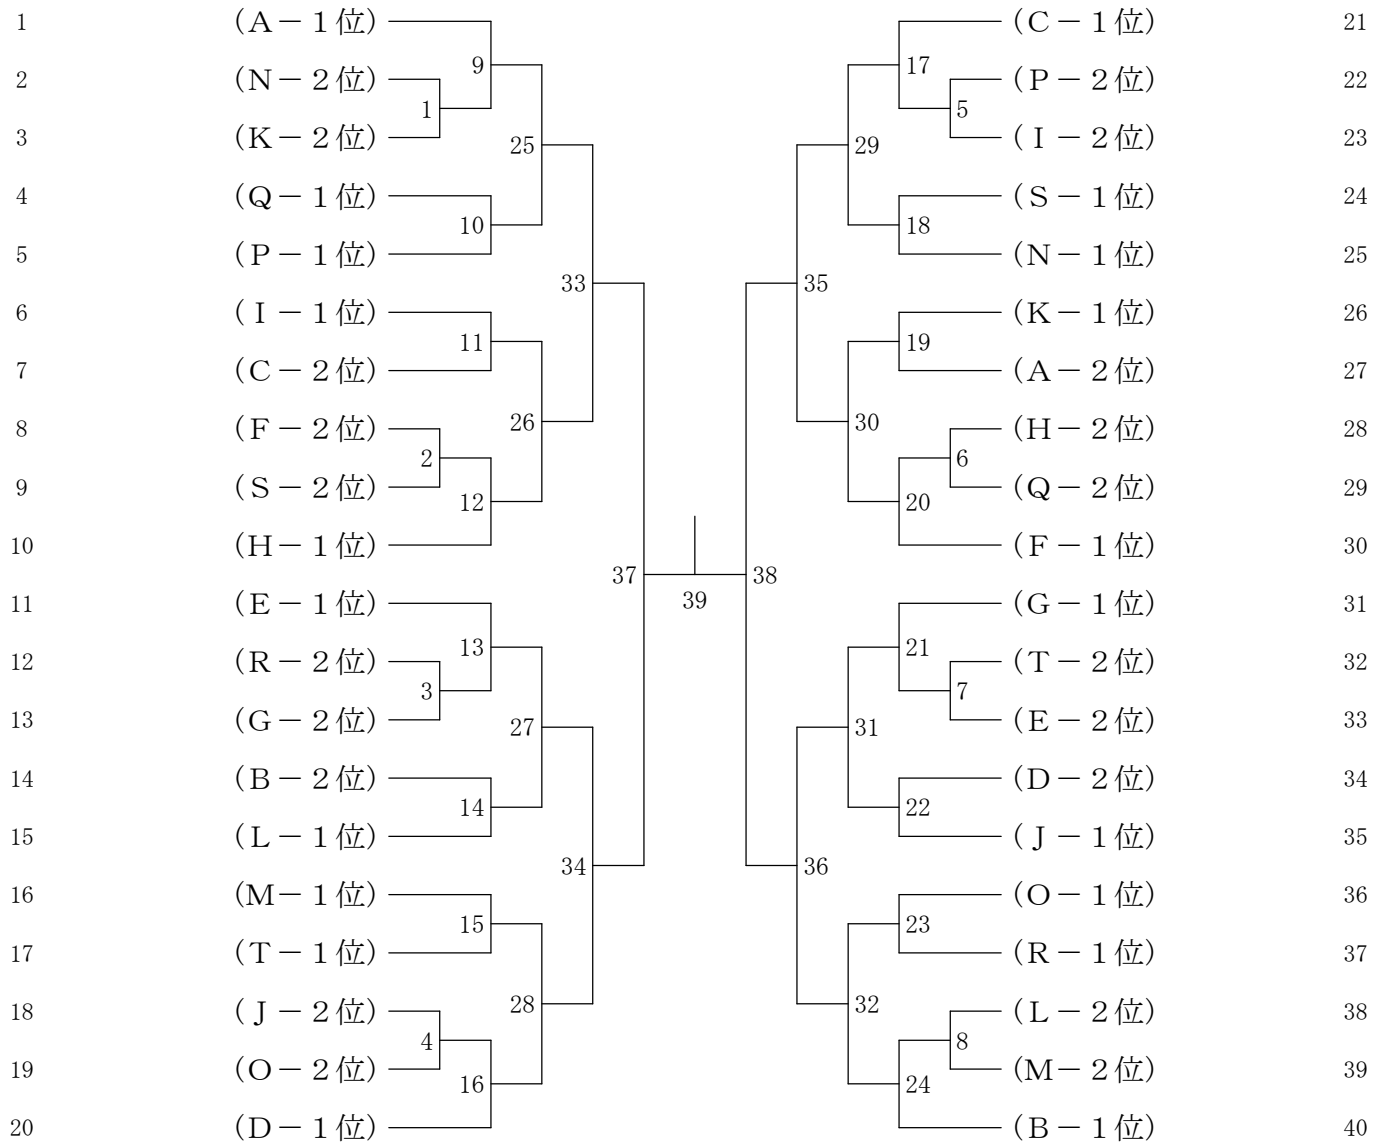 1 (A－1位) (C－1位) 21
9 17
2 (N－2位) (P－2位) 22
1 5
3 (K－2位) (I－2位) 23
25 29
4 (Q－1位) (S－1位) 24
10 18
5 (P－1位) (N－1位) 25
33 35
6 (I－1位) (K－1位) 26
11 19
7 (C－2位) (A－2位) 27
26 30
8 (F－2位) (H－2位) 28
2 6
9 (S－2位) (Q－2位) 29
12 20
10 (H－1位) (F－1位) 30
37 38
39
11 (E－1位) (G－1位) 31
13 21
12 (R－2位) (T－2位) 32
3 7
13 (G－2位) (E－2位) 33
27 31
14 (B－2位) (D－2位) 34
14 22
15 (L－1位) (J－1位) 35
34 36
16 (M－1位) (O－1位) 36
15 23
17 (T－1位) (R－1位) 37
28 32
18 (J－2位) (L－2位) 38
4 8
19 (O－2位) (M－2位) 39
16 24
20 (D－1位) (B－1位) 40